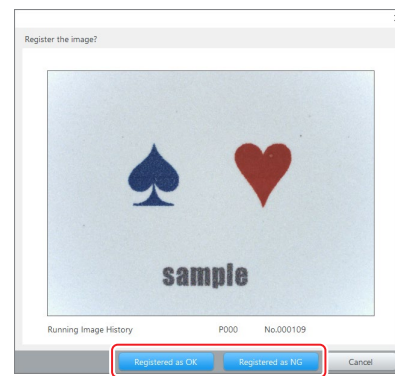 Register the image?
sample
Running Image History P000 No.000109
Registered as OK Registered as NG Cancel